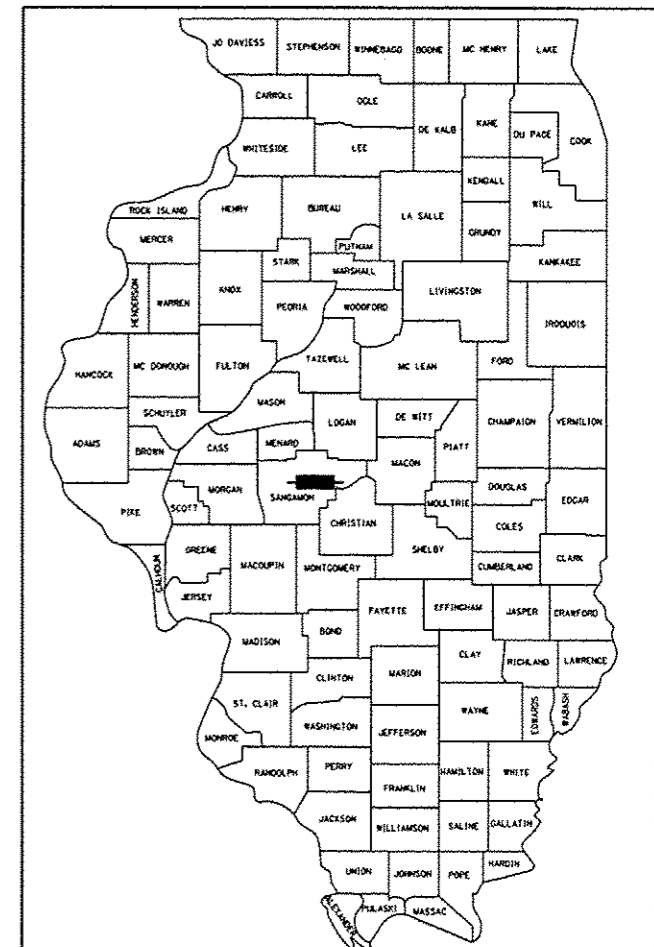 JO DAVIESS STEPHENSON WINNEBAGO BOONE MC HENRY LAKE
CARROLL OGLE DE KALB KANE DU PAGE COOK
WHITESIDE LEE KENDALL WILL
ROCK ISLAND HENRY BUREAU LA SALLE GRUNDY
MERCER PUTNAM KANKAKEE
STARK MARSHALL
HENDERSON WARREN KNOX PEORIA WOODFORD LIVINGSTON IROQUOIS
HANCOCK MC DONOUGH FULTON TAZEWELL MC LEAN FORD
SCHUYLER MASON LOGAN DE WITT CHAMPAION VERMILION
ADAMS BROWN CASS MENARD MACON PIATT
PIKE SCOTT MORGAN SANGAMON MOULTRIE DOUGLAS EDGAR
CHRISTIAN COLES
CALHOUN GREENE MACOUPIN MONTGOMERY SHELBY CUMBERLAND CLARK
JERSEY FAYETTE EFFINGHAM JASPER CRAWFORD
MADISON BOND CLAY RICHLAND LAWRENCE
CLINTON MARION
ST. CLAIR WASHINGTON WAYNE EDWARDS WABASH
MONROE JEFFERSON
RANDOLPH PERRY HAMILTON WHITE
FRANKLIN
JACKSON WILLIAMSON SALINE GALLATIN
UNION JOHNSON POPE HARDIN
ALEXANDER PULASKI MASSAC